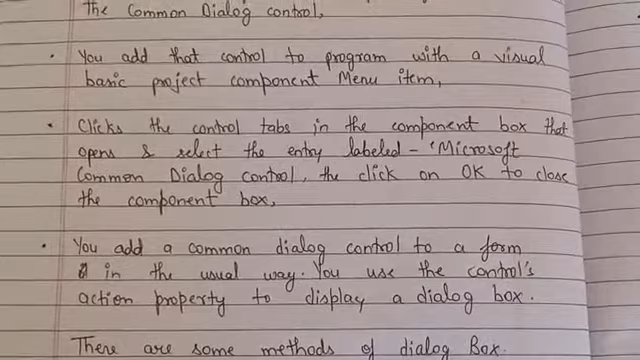 the Common Dialog control,
• You add that control to program with a visual
basic project component Menu item,
• Clicks the control tabs in the component box that
opens & select the entry labeled - 'Microsoft
Common Dialog control, the click on OK to close
the component box,
• You add a common dialog control to a form
in the usual way. You use the control's
action property to display a dialog box.
There are some methods of dialog Box.